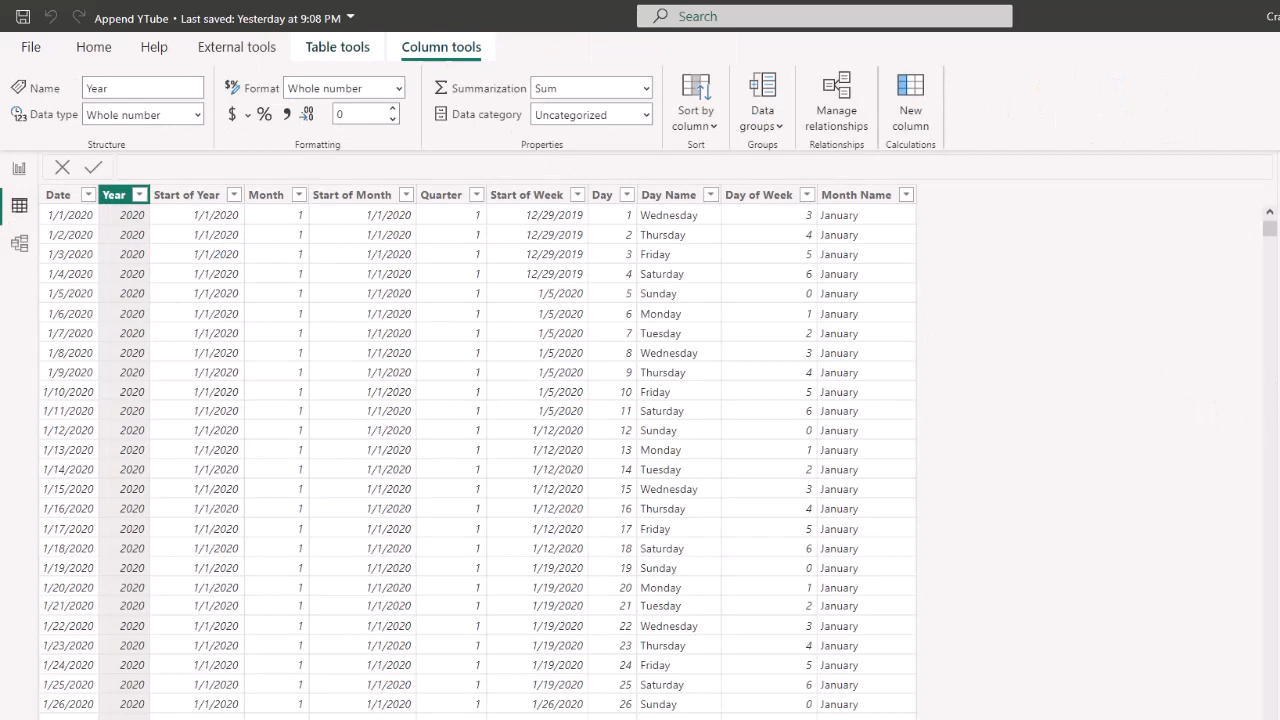 Append YTube • Last saved: Yesterday at 9:08 PM Search Cra
File Home Help External tools Table tools Column tools
Name Year Format Whole number Summarization Sum Sort by column Data groups Manage relationships New column
Data type Whole number $ % 0 Data category Uncategorized
Structure Formatting Properties Sort Groups Relationships Calculations
Date Year Start of Year Month Start of Month Quarter Start of Week Day Day Name Day of Week Month Name
1/1/2020 2020 1/1/2020 1 1/1/2020 1 12/29/2019 1 Wednesday 3 January
1/2/2020 2020 1/1/2020 1 1/1/2020 1 12/29/2019 2 Thursday 4 January
1/3/2020 2020 1/1/2020 1 1/1/2020 1 12/29/2019 3 Friday 5 January
1/4/2020 2020 1/1/2020 1 1/1/2020 1 12/29/2019 4 Saturday 6 January
1/5/2020 2020 1/1/2020 1 1/1/2020 1 1/5/2020 5 Sunday 0 January
1/6/2020 2020 1/1/2020 1 1/1/2020 1 1/5/2020 6 Monday 1 January
1/7/2020 2020 1/1/2020 1 1/1/2020 1 1/5/2020 7 Tuesday 2 January
1/8/2020 2020 1/1/2020 1 1/1/2020 1 1/5/2020 8 Wednesday 3 January
1/9/2020 2020 1/1/2020 1 1/1/2020 1 1/5/2020 9 Thursday 4 January
1/10/2020 2020 1/1/2020 1 1/1/2020 1 1/5/2020 10 Friday 5 January
1/11/2020 2020 1/1/2020 1 1/1/2020 1 1/5/2020 11 Saturday 6 January
1/12/2020 2020 1/1/2020 1 1/1/2020 1 1/12/2020 12 Sunday 0 January
1/13/2020 2020 1/1/2020 1 1/1/2020 1 1/12/2020 13 Monday 1 January
1/14/2020 2020 1/1/2020 1 1/1/2020 1 1/12/2020 14 Tuesday 2 January
1/15/2020 2020 1/1/2020 1 1/1/2020 1 1/12/2020 15 Wednesday 3 January
1/16/2020 2020 1/1/2020 1 1/1/2020 1 1/12/2020 16 Thursday 4 January
1/17/2020 2020 1/1/2020 1 1/1/2020 1 1/12/2020 17 Friday 5 January
1/18/2020 2020 1/1/2020 1 1/1/2020 1 1/12/2020 18 Saturday 6 January
1/19/2020 2020 1/1/2020 1 1/1/2020 1 1/19/2020 19 Sunday 0 January
1/20/2020 2020 1/1/2020 1 1/1/2020 1 1/19/2020 20 Monday 1 January
1/21/2020 2020 1/1/2020 1 1/1/2020 1 1/19/2020 21 Tuesday 2 January
1/22/2020 2020 1/1/2020 1 1/1/2020 1 1/19/2020 22 Wednesday 3 January
1/23/2020 2020 1/1/2020 1 1/1/2020 1 1/19/2020 23 Thursday 4 January
1/24/2020 2020 1/1/2020 1 1/1/2020 1 1/19/2020 24 Friday 5 January
1/25/2020 2020 1/1/2020 1 1/1/2020 1 1/19/2020 25 Saturday 6 January
1/26/2020 2020 1/1/2020 1 1/1/2020 1 1/26/2020 26 Sunday 0 January